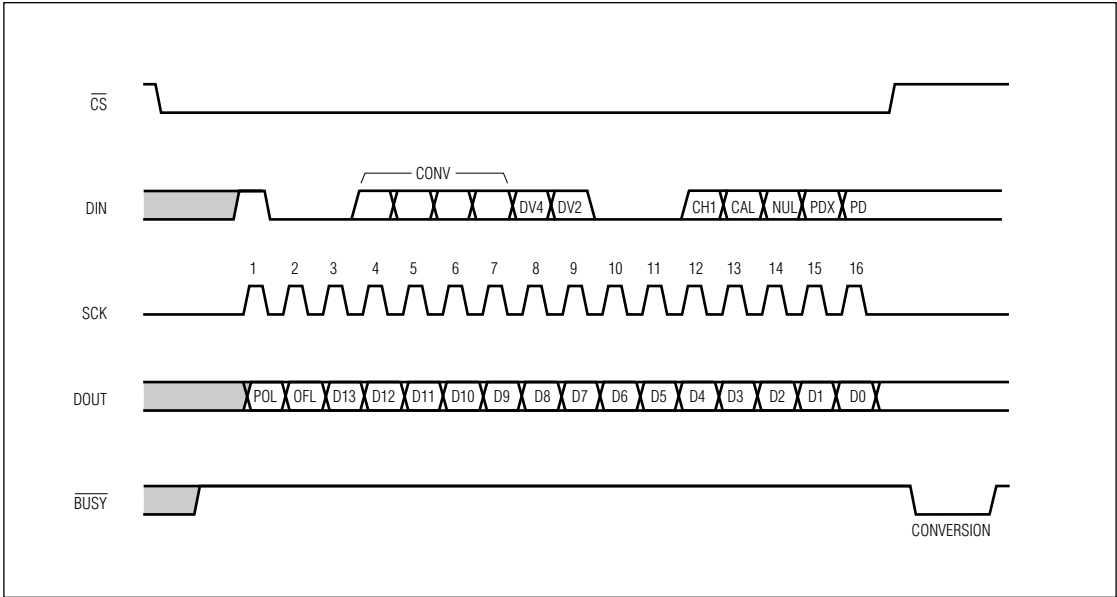 CS
CONV
DIN DV4 DV2 CH1 CAL NUL PDX PD
1 2 3 4 5 6 7 8 9 10 11 12 13 14 15 16
SCK
DOUT POL OFL D13 D12 D11 D10 D9 D8 D7 D6 D5 D4 D3 D2 D1 D0
BUSY
CONVERSION